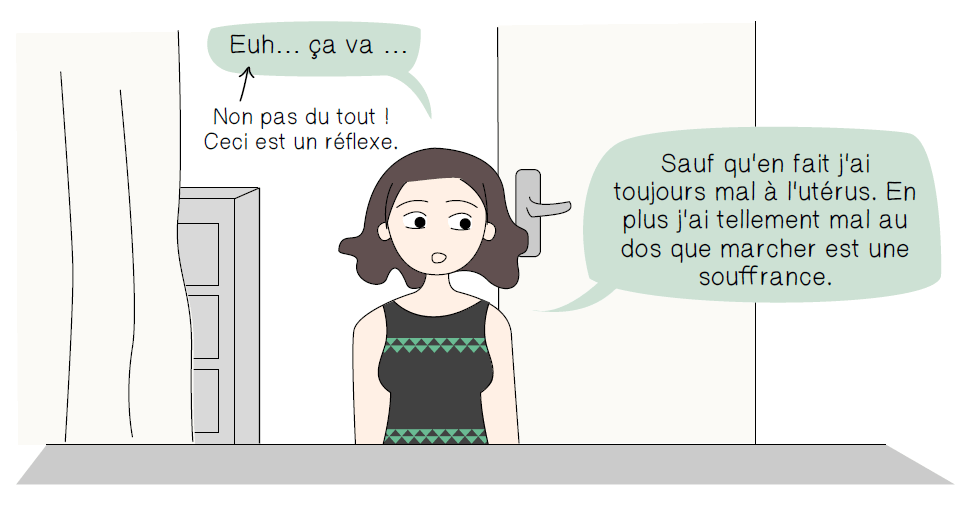 Euh... ça va ...
Non pas du tout !
Ceci est un réflexe.
Sauf qu'en fait j'ai
toujours mal à l'utérus. En
plus j'ai tellement mal au
dos que marcher est une
souffrance.